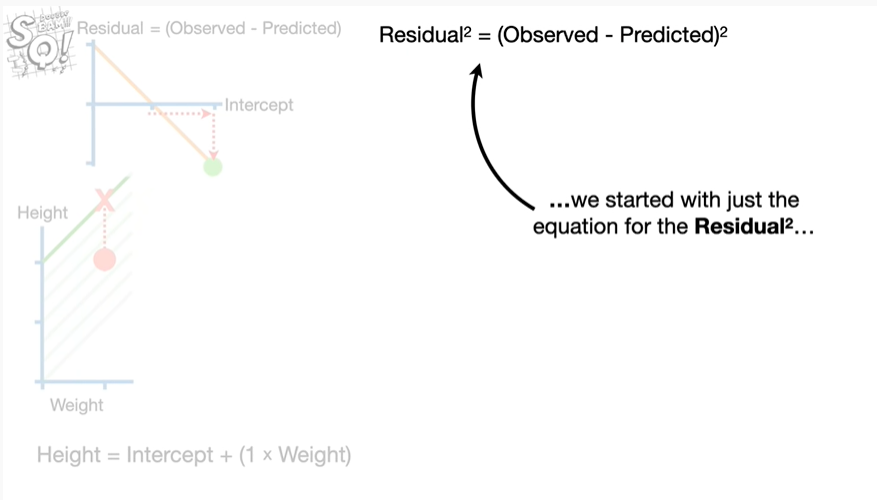 STATQUEST!
Residual = (Observed - Predicted)
Residual² = (Observed - Predicted)²
Intercept
...we started with just the
equation for the Residual²...
Height
Weight
Height = Intercept + (1 x Weight)